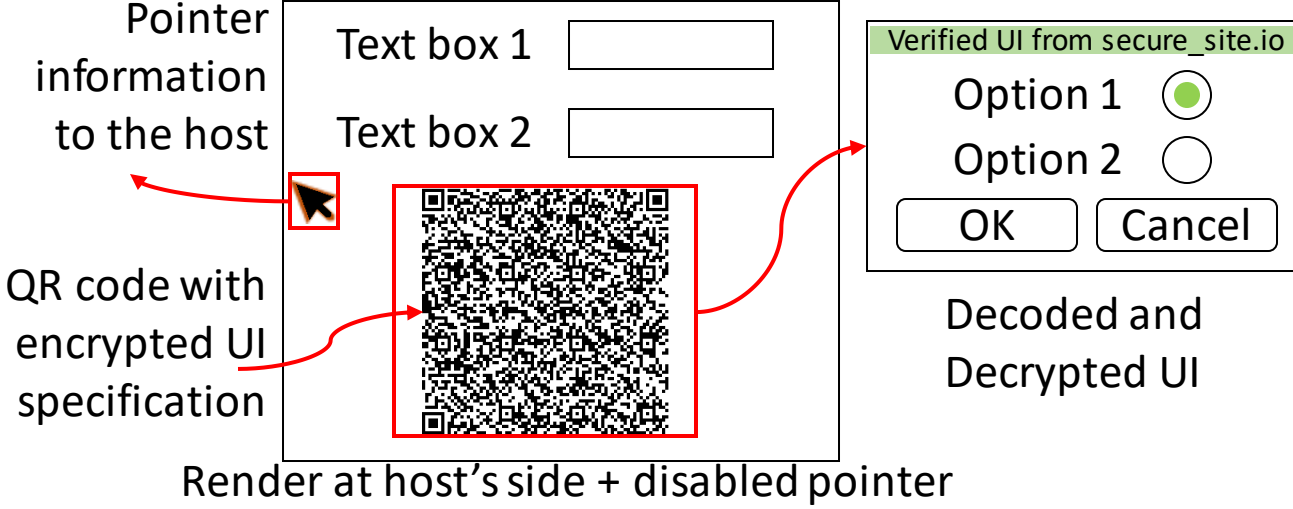 Pointer
information
to the host
Text box 1
Text box 2
QR code with
encrypted UI
specification
Render at host's side + disabled pointer
Verified UI from secure_site.io
Option 1
Option 2
OK
Cancel
Decoded and
Decrypted UI